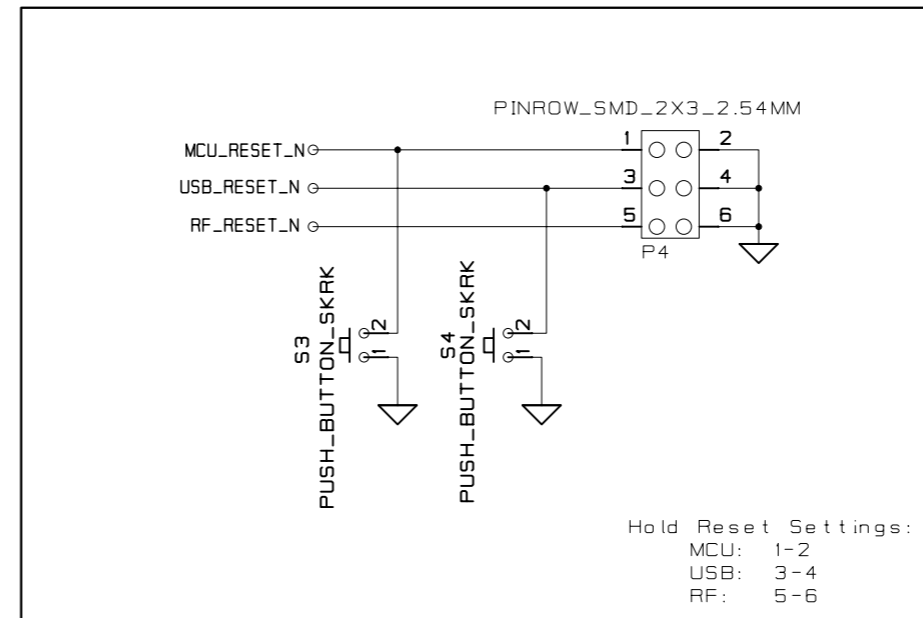 PINROW_SMD_2X3_2.54MM
MCU_RESET_N
1
2
USB_RESET_N
3
4
RF_RESET_N
5
6
P4
S3
PUSH_BUTTON_SKRK
2
1
S4
PUSH_BUTTON_SKRK
2
1
Hold Reset Settings:
MCU: 1-2
USB: 3-4
RF: 5-6